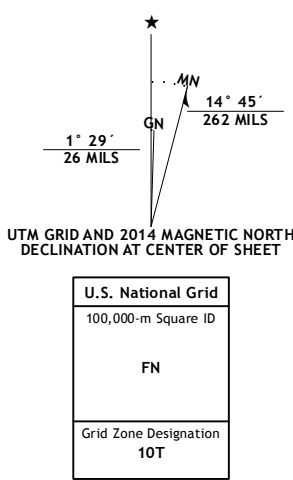 ★
MN
GN
1° 29´
26 MILS
14° 45´
262 MILS
UTM GRID AND 2014 MAGNETIC NORTH
DECLINATION AT CENTER OF SHEET
U.S. National Grid
100,000-m Square ID
FN
Grid Zone Designation
10T